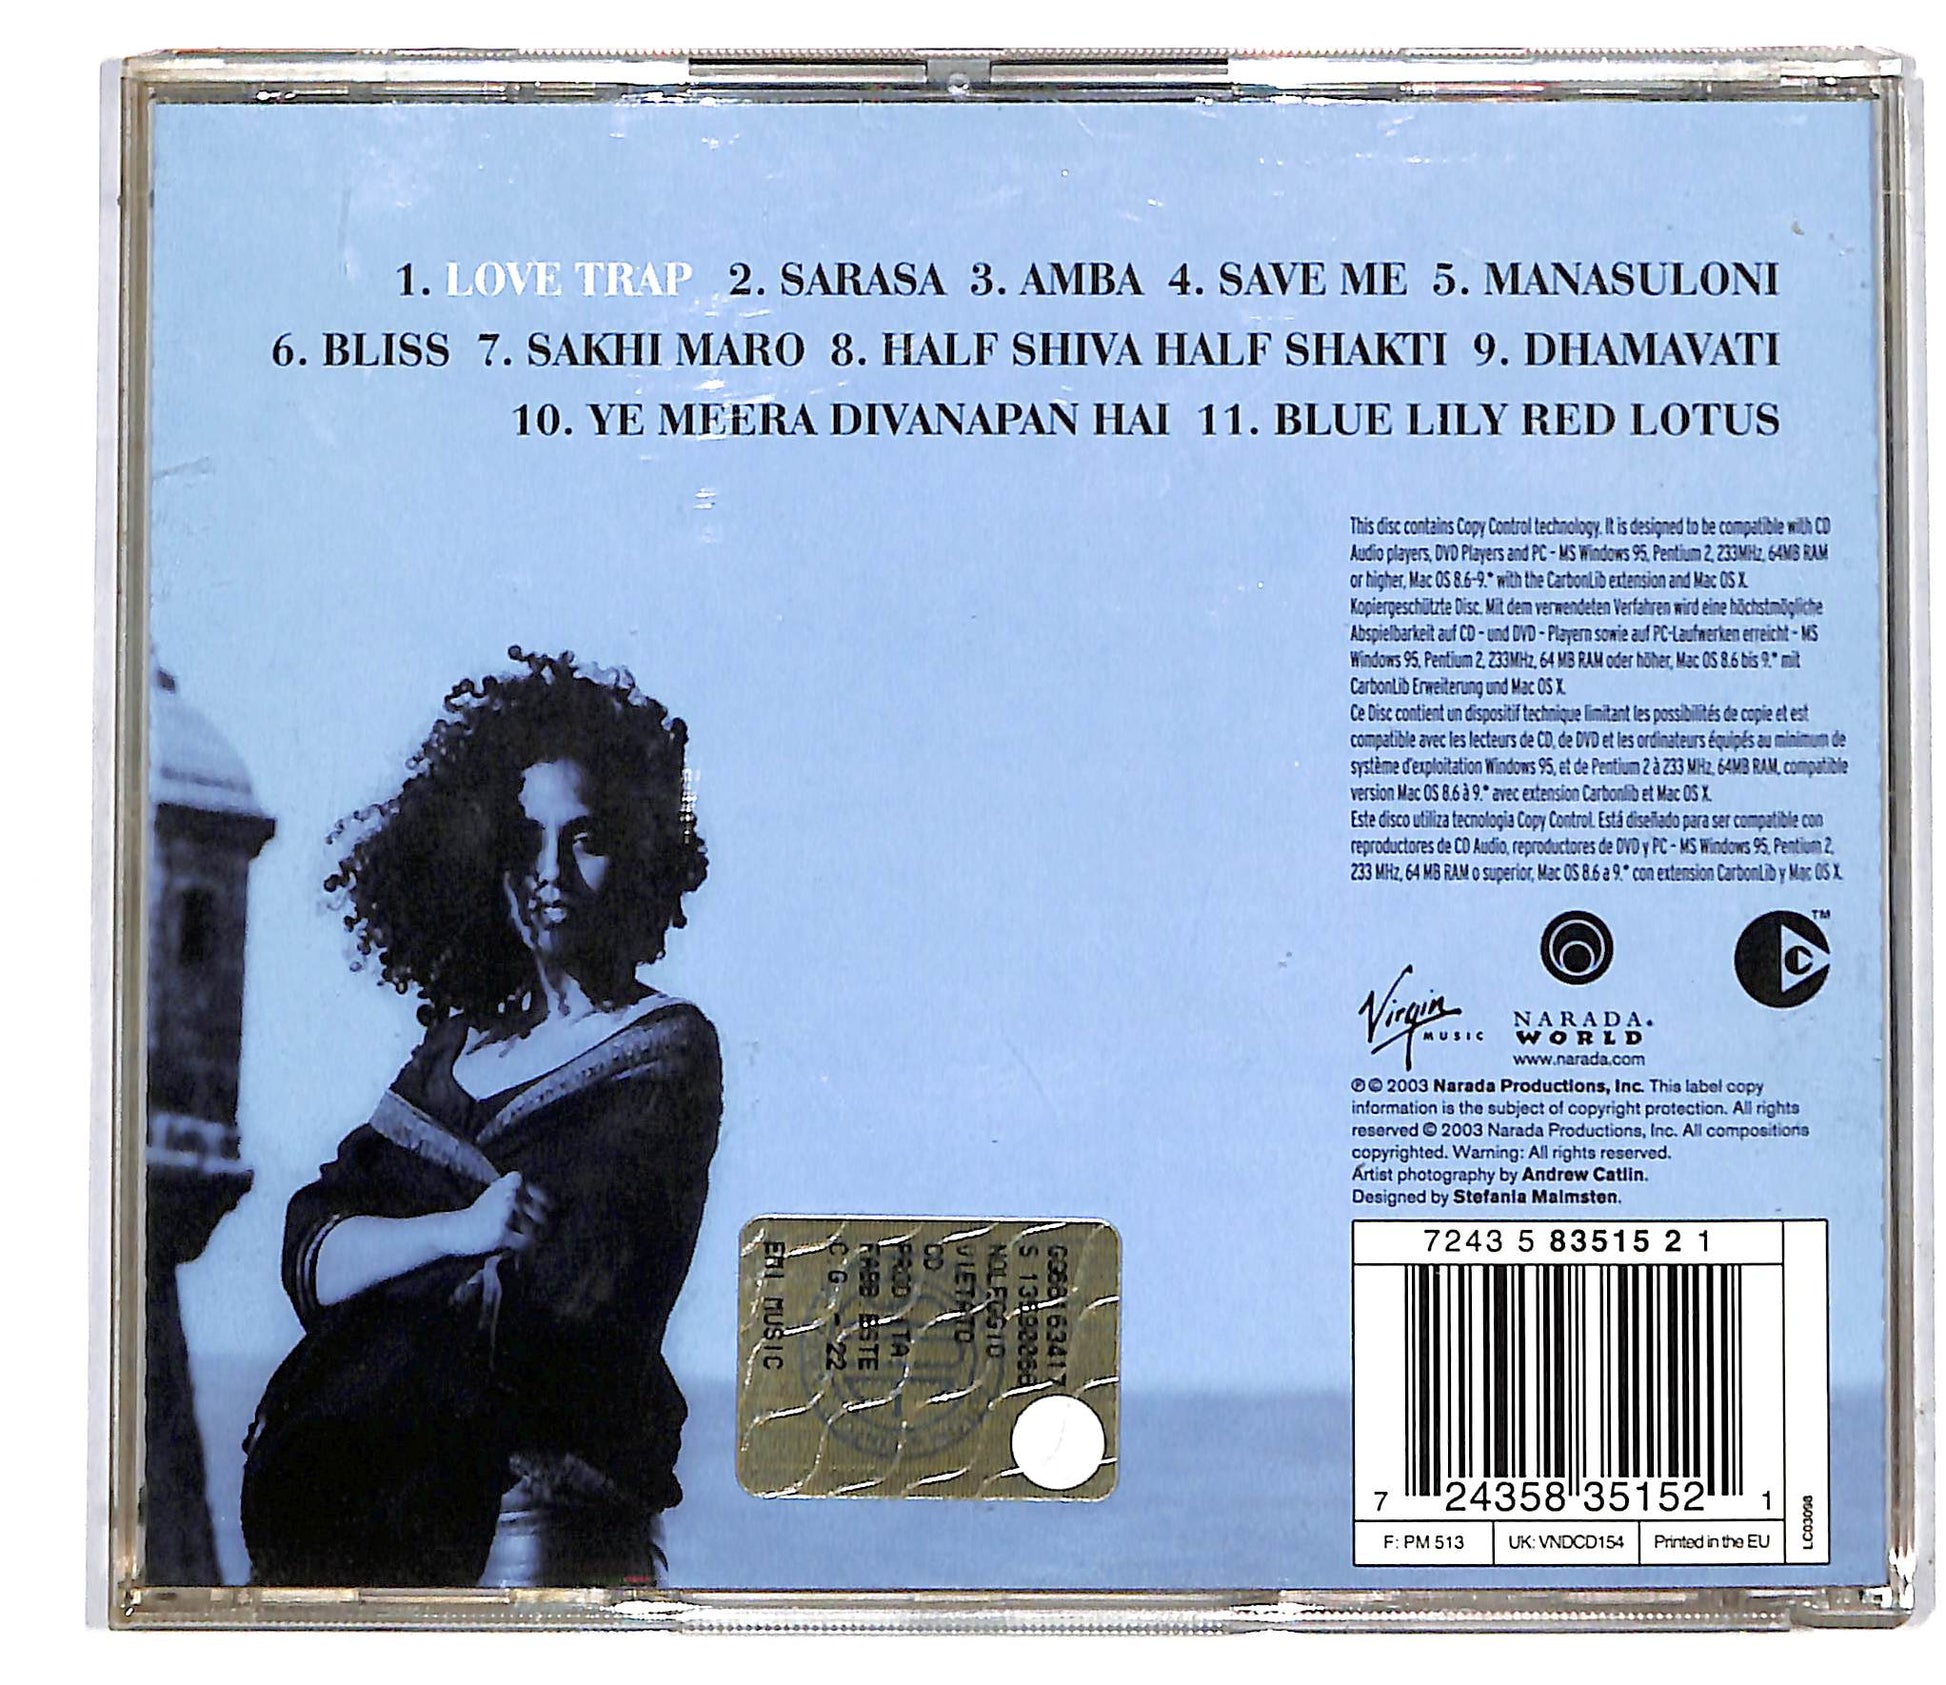 1. LOVE TRAP 2. SARASA 3. AMBA 4. SAVE ME 5. MANASULONI
6. BLISS 7. SAKHI MARO 8. HALF SHIVA HALF SHAKTI 9. DHAMAVATI
10. YE MEERA DIVANAPAN HAI 11. BLUE LILY RED LOTUS
This disc contains Copy Control technology. It is designed to be compatible with CD
Audio players, DVD Players and PC - MS Windows 95, Pentium 2, 233MHz, 64MB RAM
or higher, Mac OS 8.6-9.* with the CarbonLib extension and Mac OS X.
Kopiergeschützte Disc. Mit dem verwendeten Verfahren wird eine höchstmögliche
Abspielbarkeit auf CD - und DVD - Playern sowie auf PC-Laufwerken erreicht - MS
Windows 95, Pentium 2, 233MHz, 64 MB RAM oder höher, Mac OS 8.6 bis 9.* mit
CarbonLib Erweiterung und Mac OS X.
Ce Disc contient un dispositif technique limitant les possibilités de copie et est
compatible avec les lecteurs de CD, de DVD et les ordinateurs équipés au minimum de
système d'exploitation Windows 95, et de Pentium 2 à 233 MHz, 64MB RAM, compatible
version Mac OS 8.6 à 9.* avec extension Carbonlib et Mac OS X.
Este disco utiliza tecnologia Copy Control. Está diseñado para ser compatible con
reproductores de CD Audio, reproductores de DVD y PC - MS Windows 95, Pentium 2,
233 MHz, 64 MB RAM o superior, Mac OS 8.6 a 9.* con extension CarbonLib y Mac OS X.
TM
C
Virgin
MUSIC
NARADA.
WORLD
www.narada.com
℗ © 2003 Narada Productions, Inc. This label copy
information is the subject of copyright protection. All rights
reserved © 2003 Narada Productions, Inc. All compositions
copyrighted. Warning: All rights reserved.
Artist photography by Andrew Catlin.
Designed by Stefania Malmsten.
7243 5 83515 2 1
7 24358 35152 1
F: PM 513
UK: VNDCD154
Printed in the EU
LC03098
NOLEGGIO
VIETATO
CD
FABB ESTE
EMI MUSIC